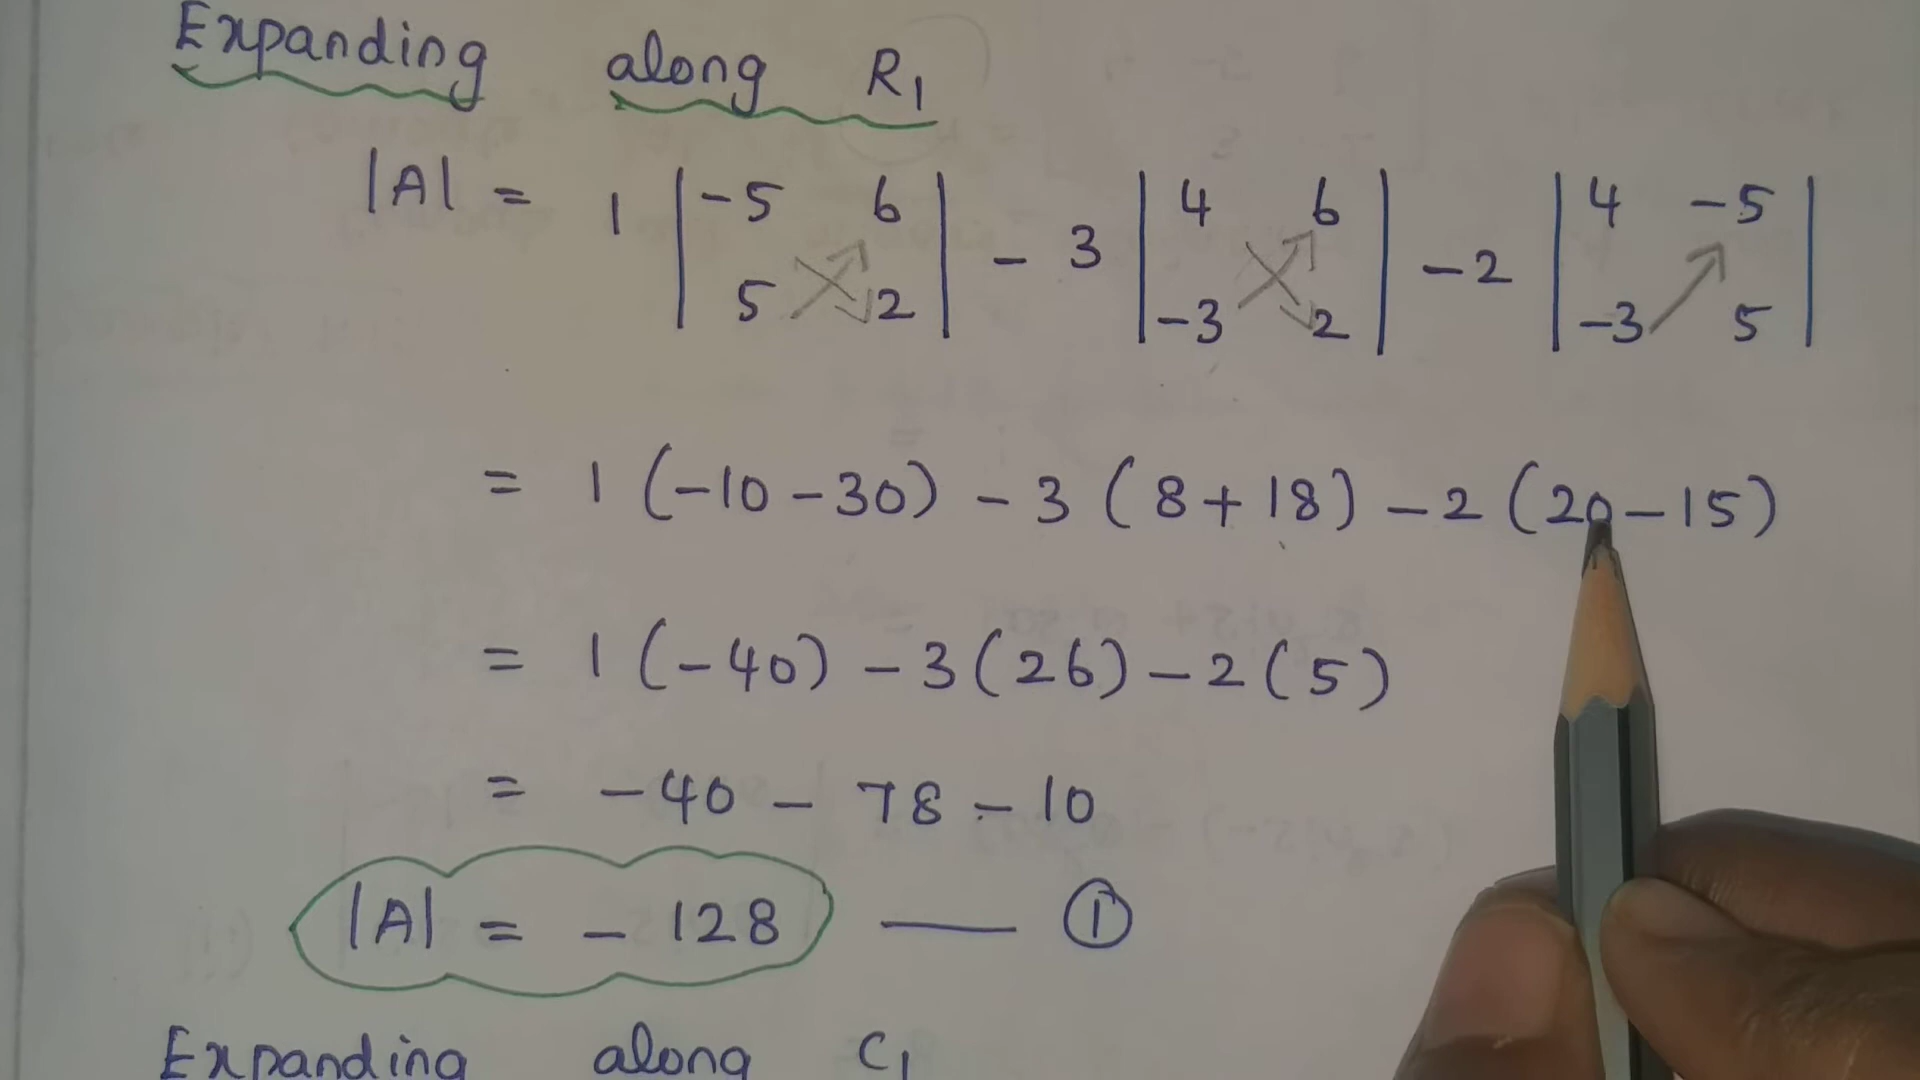 Expanding along R1
|A| = 1 |-5 6 5 2| - 3 |4 6 -3 2| -2 |4 -5 -3 5|
= 1 (-10 -30) - 3 (8+18) -2 (20-15)
= 1 (-40) - 3 (26) - 2 (5)
= -40 - 78 - 10
|A| = - 128 —— ①
Expanding along C1